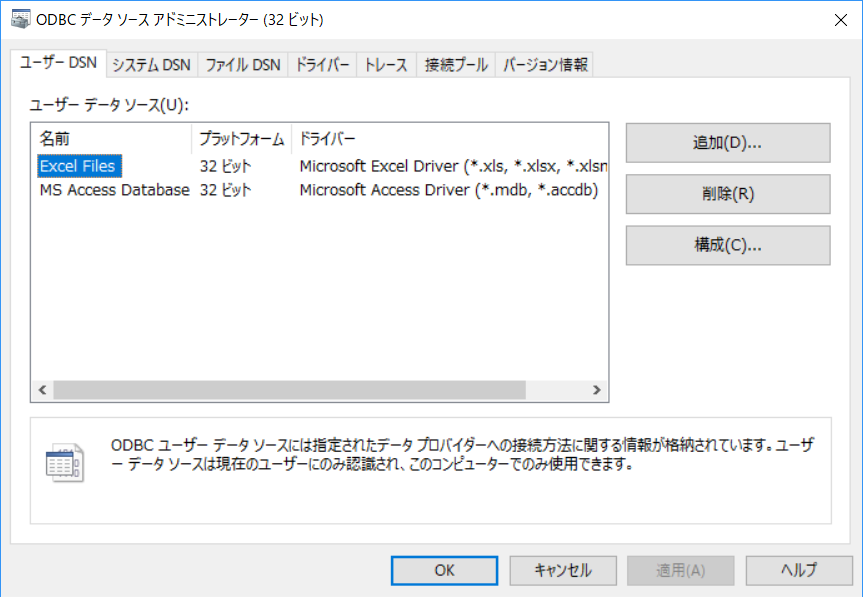 ODBC データ ソース アドミニストレーター (32 ビット)
ユーザー DSN システム DSN ファイル DSN ドライバー トレース 接続プール バージョン情報
ユーザー データ ソース(U):
名前 プラットフォーム ドライバー
Excel Files 32 ビット Microsoft Excel Driver (*.xls, *.xlsx, *.xlsm
MS Access Database 32 ビット Microsoft Access Driver (*.mdb, *.accdb)
追加(D)...
削除(R)
構成(C)...
ODBC ユーザー データ ソースには指定されたデータ プロバイダーへの接続方法に関する情報が格納されています。ユーザ
ー データ ソースは現在のユーザーにのみ認識され、このコンピューターでのみ使用できます。
OK キャンセル 適用(A) ヘルプ